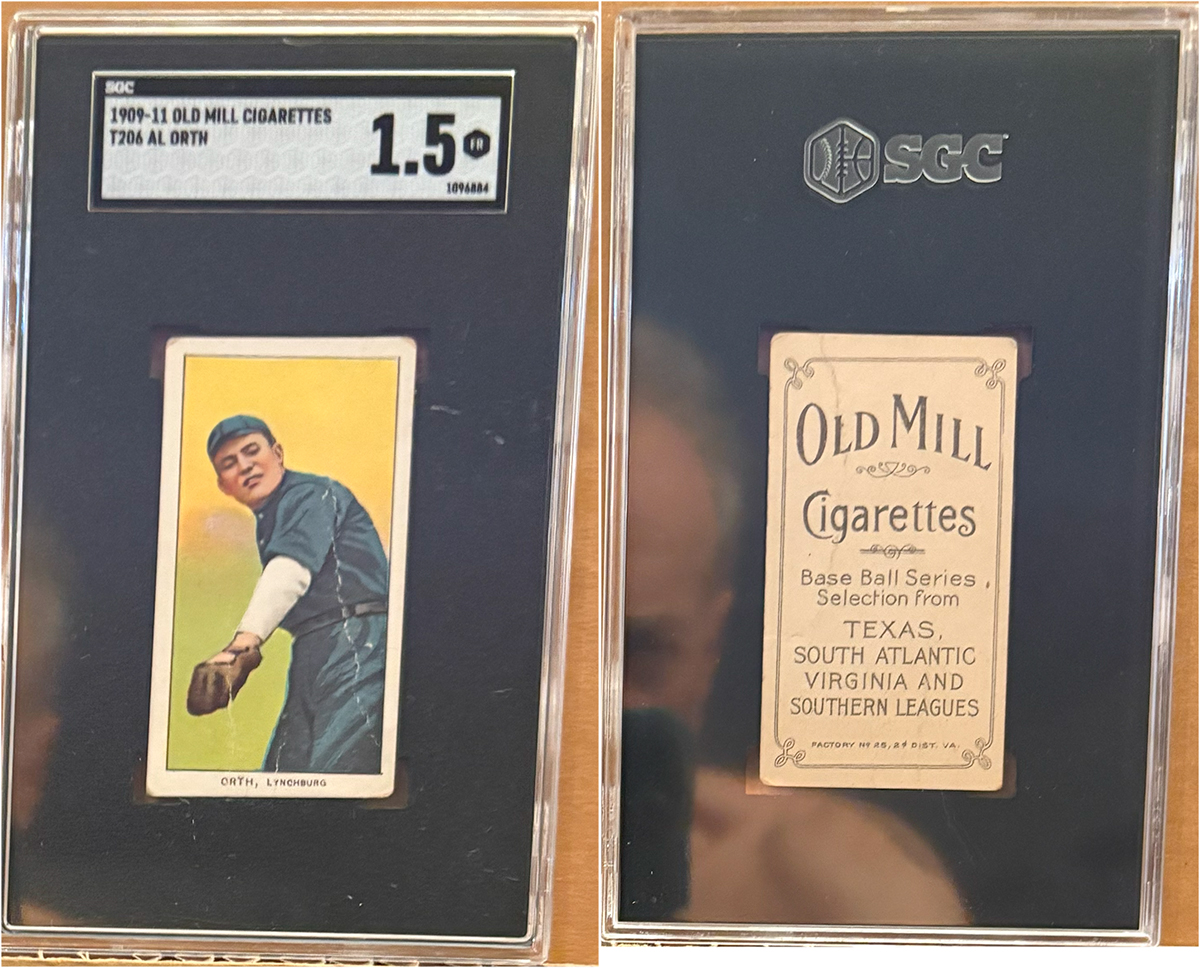 SGC
1909-11 OLD MILL CIGARETTES
T206 AL ORTH
1.5 FR
1096884
ORTH, LYNCHBURG
SGC
OLD MILL
Cigarettes
Base Ball Series
Selection from
TEXAS,
SOUTH ATLANTIC
VIRGINIA AND
SOUTHERN LEAGUES
FACTORY Nº 25, 2d DIST. VA.